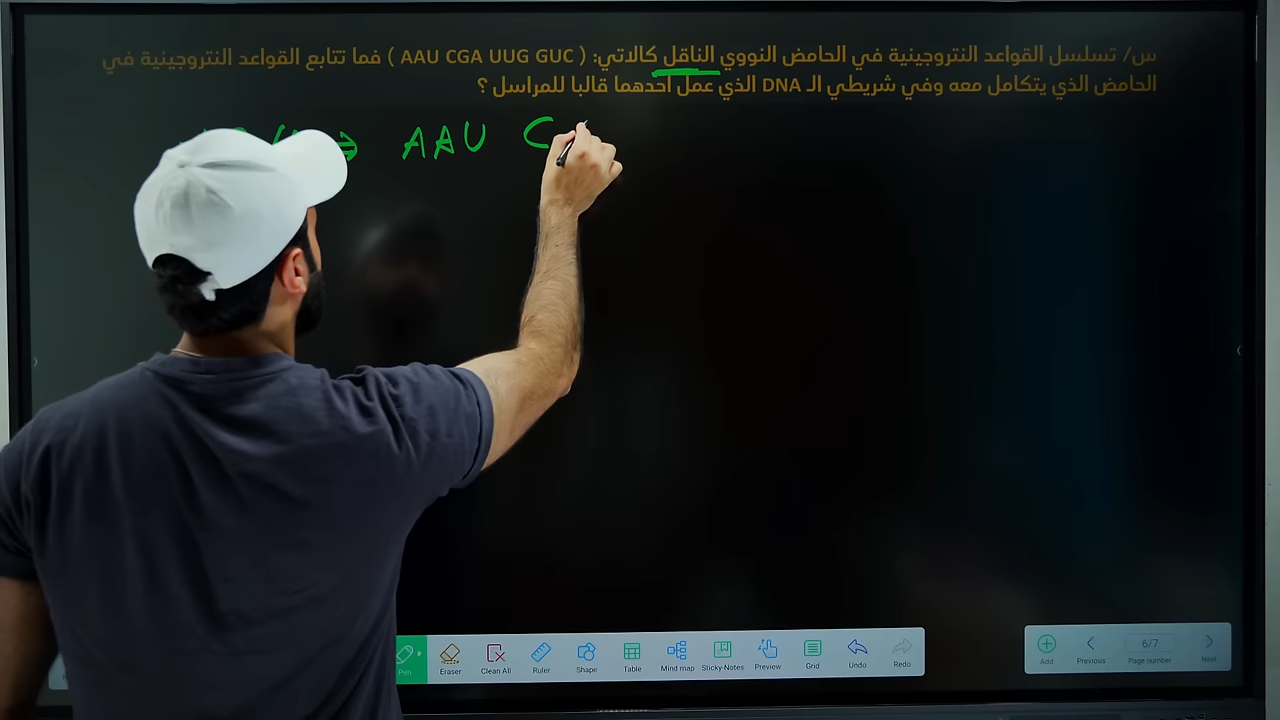 س/ تسلسل القواعد النتروجينية في الحامض النووي الناقل كالاتي: ( AAU CGA UUG GUC ) فما تتابع القواعد النتروجينية في
الحامض الذي يتكامل معه وفي شريطي الـ DNA الذي عمل احدهما قالبا للمراسل ؟
AAU C
Pen Eraser Clean All Ruler Shape Table Mind map Sticky-Notes Preview Grid Undo Redo
Add Previous 6/7 Page number Next